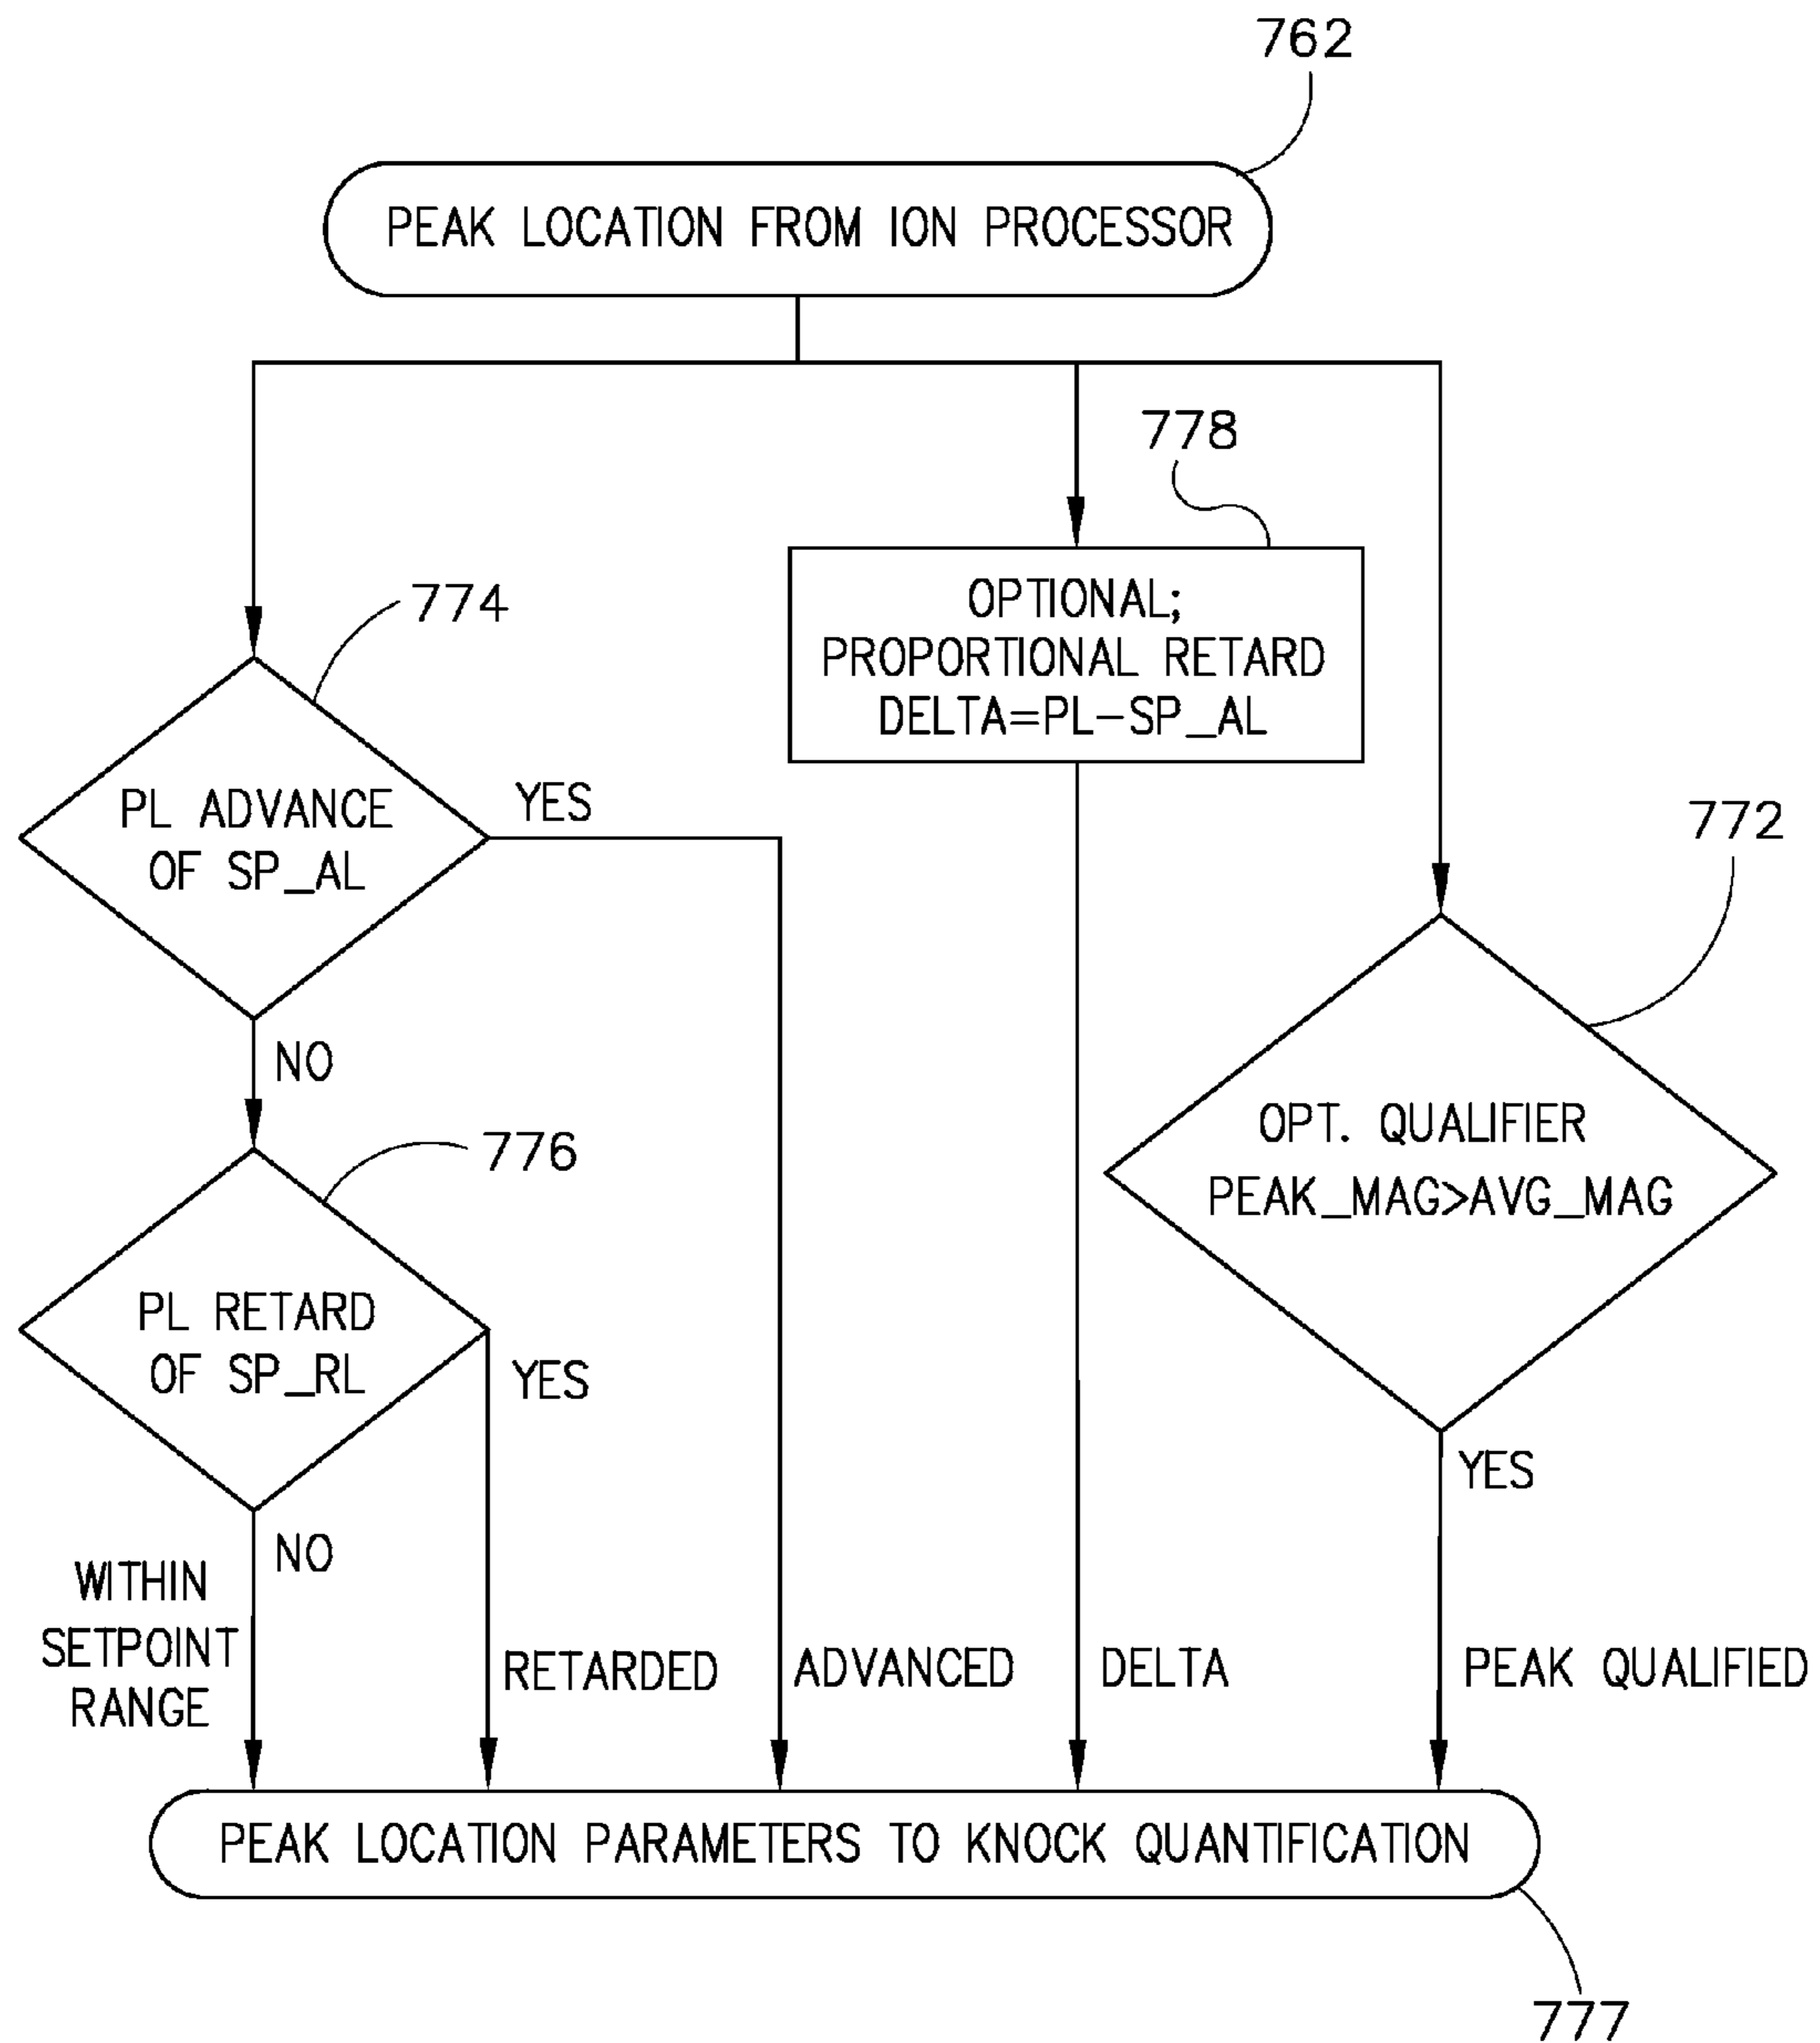 762
PEAK LOCATION FROM ION PROCESSOR
778
OPTIONAL;
PROPORTIONAL RETARD
DELTA=PL-SP_AL
774
PL ADVANCE
OF SP_AL
YES
NO
772
OPT. QUALIFIER
PEAK_MAG>AVG_MAG
YES
776
PL RETARD
OF SP_RL
YES
NO
WITHIN
SETPOINT
RANGE
RETARDED
ADVANCED
DELTA
PEAK QUALIFIED
PEAK LOCATION PARAMETERS TO KNOCK QUANTIFICATION
777